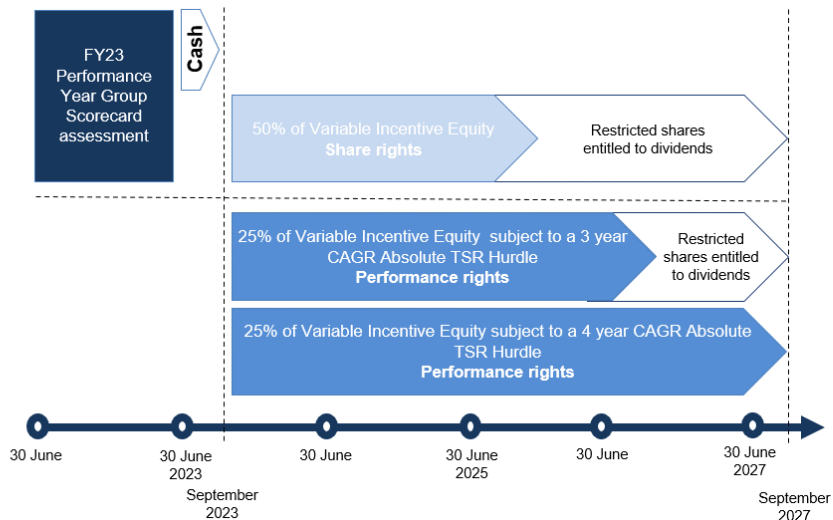 FY23
Performance
Year Group
Scorecard
assessment
Cash
50% of Variable Incentive Equity
Share rights
Restricted shares
entitled to dividends
25% of Variable Incentive Equity  subject to a 3 year
CAGR Absolute TSR Hurdle
Performance rights
Restricted
shares entitled
to dividends
25% of Variable Incentive Equity subject to a 4 year CAGR Absolute
TSR Hurdle
Performance rights
30 June
30 June
2023
30 June
30 June
2025
30 June
30 June
2027
September
2023
September
2027